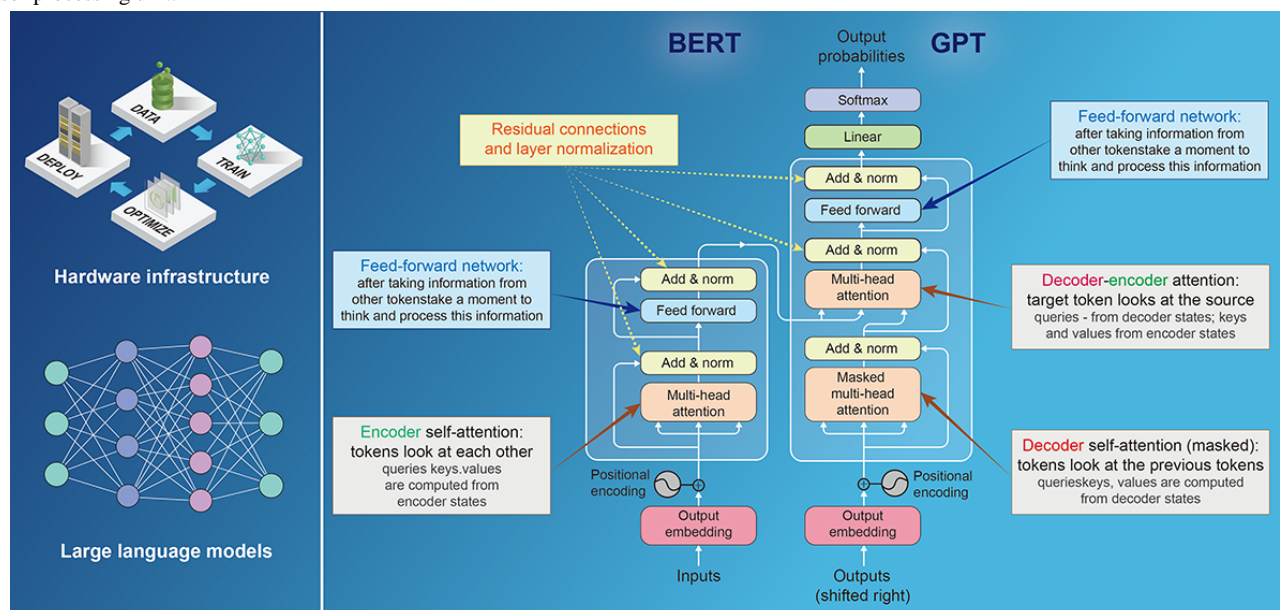 DATA
DEPLOY
TRAIN
OPTIMIZE
Hardware infrastructure
Large language models
BERT
GPT
Output
probabilities
Softmax
Linear
Add & norm
Feed forward
Add & norm
Multi-head
attention
Add & norm
Masked
multi-head
attention
Positional
encoding
Output
embedding
Outputs
(shifted right)
Residual connections
and layer normalization
Feed-forward network:
after taking information from
other tokenstake a moment to
think and process this information
Add & norm
Feed forward
Add & norm
Multi-head
attention
Encoder self-attention:
tokens look at each other
queries keys.values
are computed from
encoder states
Positional
encoding
Output
embedding
Inputs
Feed-forward network:
after taking information from
other tokenstake a moment to
think and process this information
Decoder-encoder attention:
target token looks at the source
queries - from decoder states; keys
and values from encoder states
Decoder self-attention (masked):
tokens look at the previous tokens
querieskeys, values are computed
from decoder states